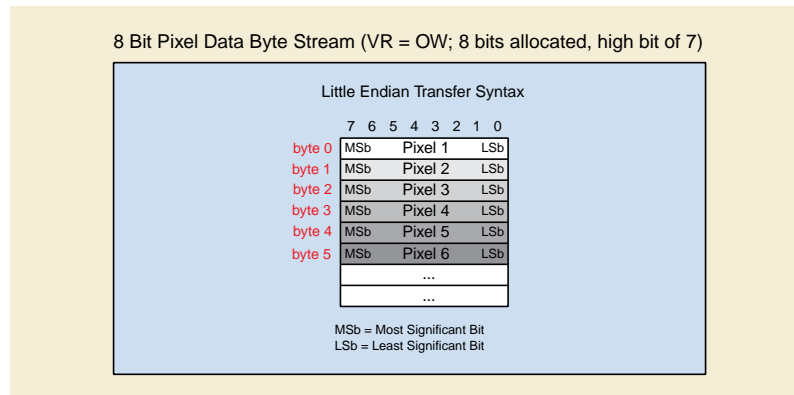 8 Bit Pixel Data Byte Stream (VR = OW; 8 bits allocated, high bit of 7)
Little Endian Transfer Syntax
7 6 5 4 3 2 1 0
byte 0 MSb Pixel 1 LSb
byte 1 MSb Pixel 2 LSb
byte 2 MSb Pixel 3 LSb
byte 3 MSb Pixel 4 LSb
byte 4 MSb Pixel 5 LSb
byte 5 MSb Pixel 6 LSb
...
...
MSb = Most Significant Bit
LSb = Least Significant Bit